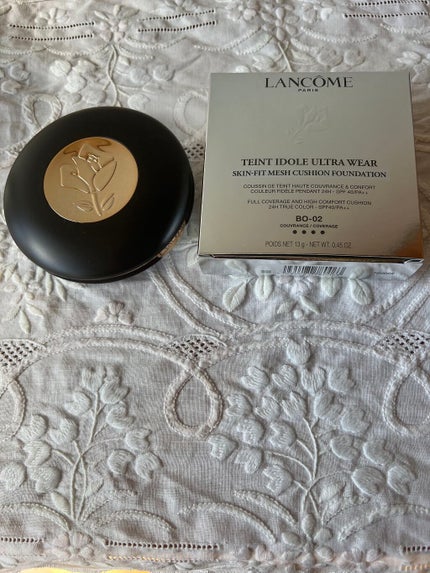 LANCÔME
PARIS
TEINT IDOLE ULTRA WEAR
SKIN-FIT MESH CUSHION FOUNDATION
COUSSIN DE TEINT HAUTE COUVRANCE & CONFORT
COULEUR FIDÈLE PENDANT 24H - SPF 40/PA++
FULL COVERAGE AND HIGH COMFORT CUSHION
24H TRUE COLOR - SPF40/PA++
BO-02
COUVRANCE / COVERAGE
POIDS NET 13 g - NET WT. 0.45 OZ.